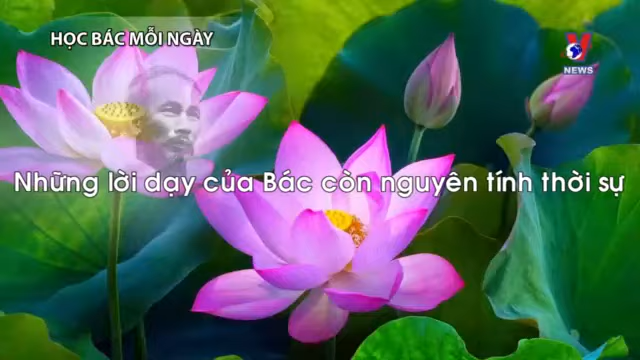 HỌC BÁC MỖI NGÀY
NEWS
Những lời dạy của Bác còn nguyên tính thời sự